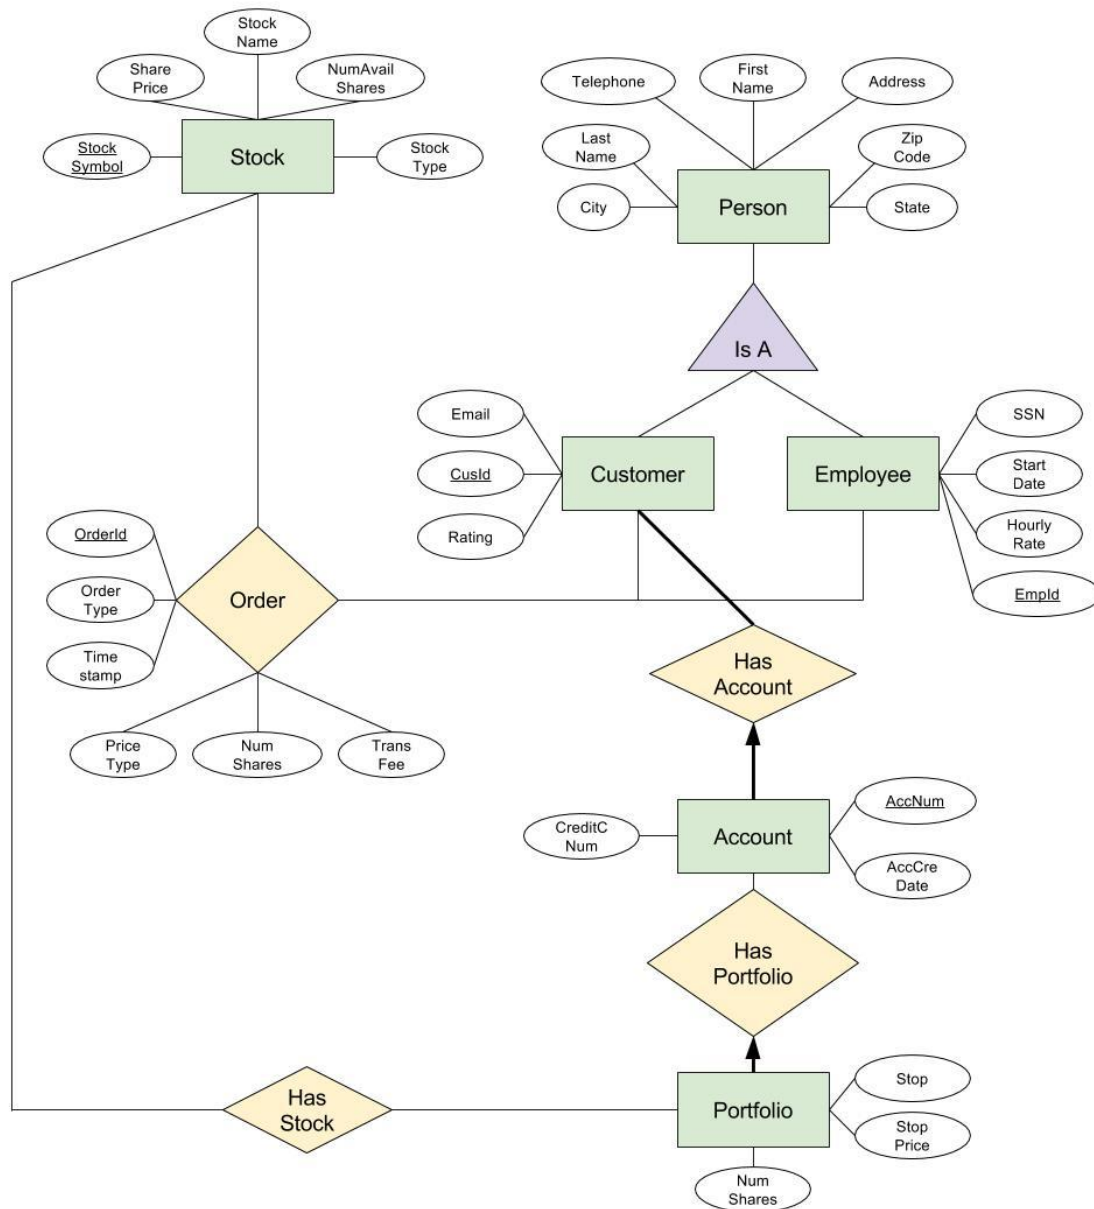 Stock
Name
Share
Price
NumAvail
Shares
Stock
Symbol
Stock
Stock
Type
Telephone
First
Name
Address
Last
Name
Zip
Code
City
Person
State
Is A
Email
CusId
Rating
Customer
Employee
SSN
Start
Date
Hourly
Rate
EmpId
OrderId
Order
Type
Time
stamp
Order
Price
Type
Num
Shares
Trans
Fee
Has
Account
CreditC
Num
Account
AccNum
AccCre
Date
Has
Portfolio
Has
Stock
Portfolio
Stop
Stop
Price
Num
Shares